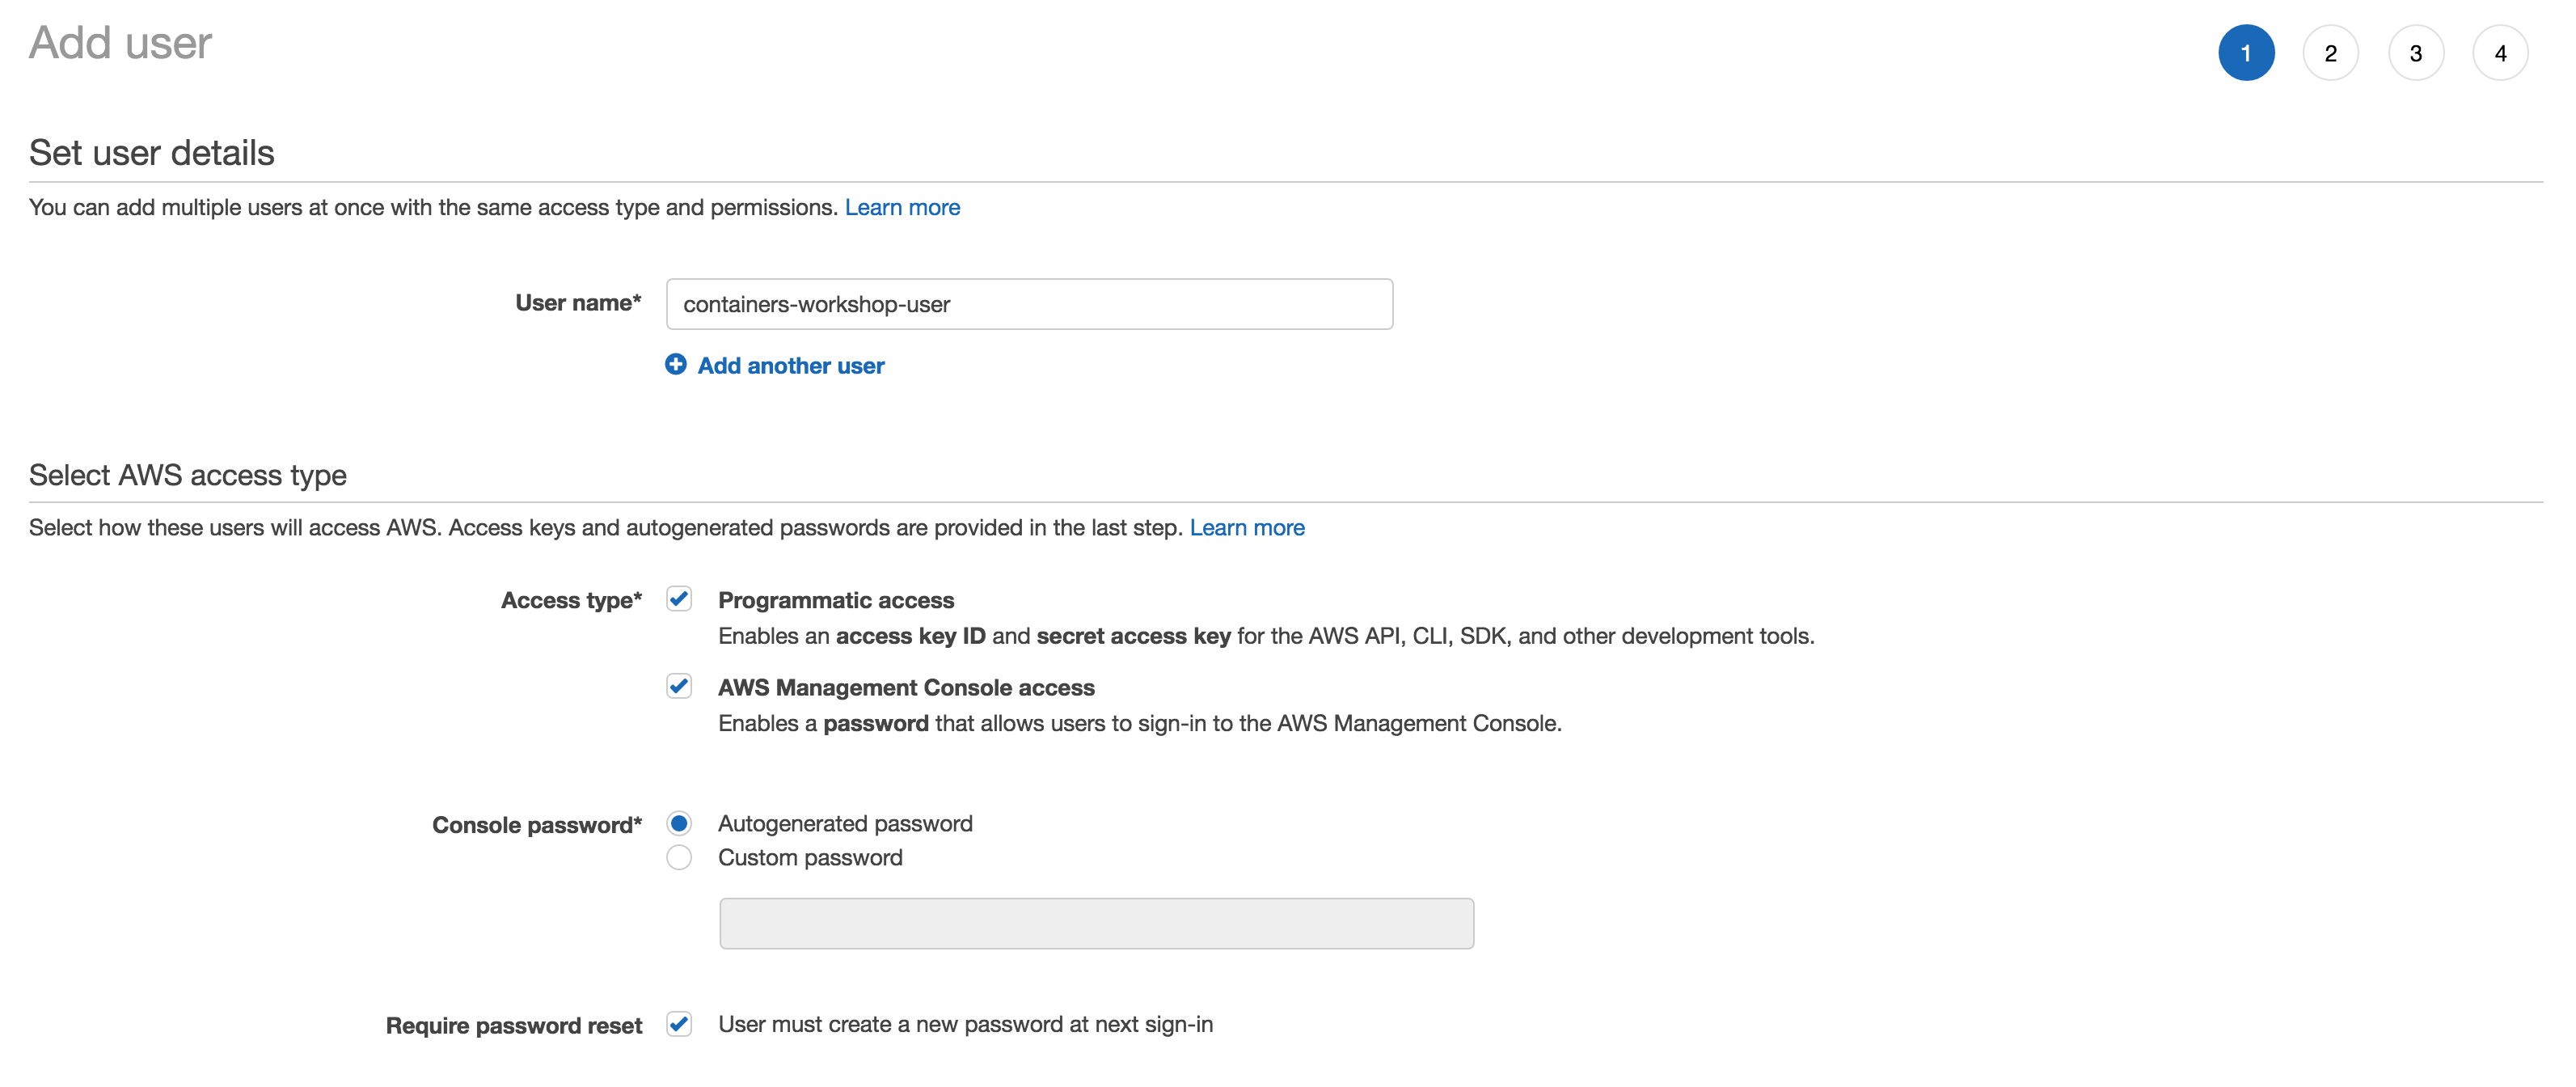 Add user
1 2 3 4
Set user details
You can add multiple users at once with the same access type and permissions. Learn more
User name* containers-workshop-user
Add another user
Select AWS access type
Select how these users will access AWS. Access keys and autogenerated passwords are provided in the last step. Learn more
Access type* Programmatic access
Enables an access key ID and secret access key for the AWS API, CLI, SDK, and other development tools.
AWS Management Console access
Enables a password that allows users to sign-in to the AWS Management Console.
Console password* Autogenerated password
Custom password
Require password reset User must create a new password at next sign-in